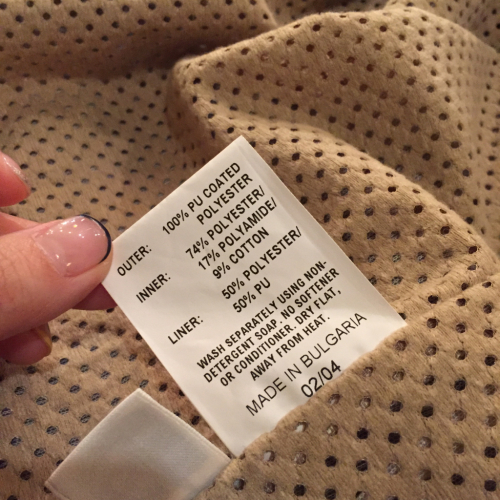 OUTER: 100% PU COATED
POLYESTER
INNER: 74% POLYESTER/
17% POLYAMIDE/
9% COTTON
LINER: 50% POLYESTER/
50% PU
WASH SEPARATELY USING NON-
DETERGENT SOAP. NO SOFTENER
OR CONDITIONER. DRY FLAT,
AWAY FROM HEAT.
MADE IN BULGARIA
02/04